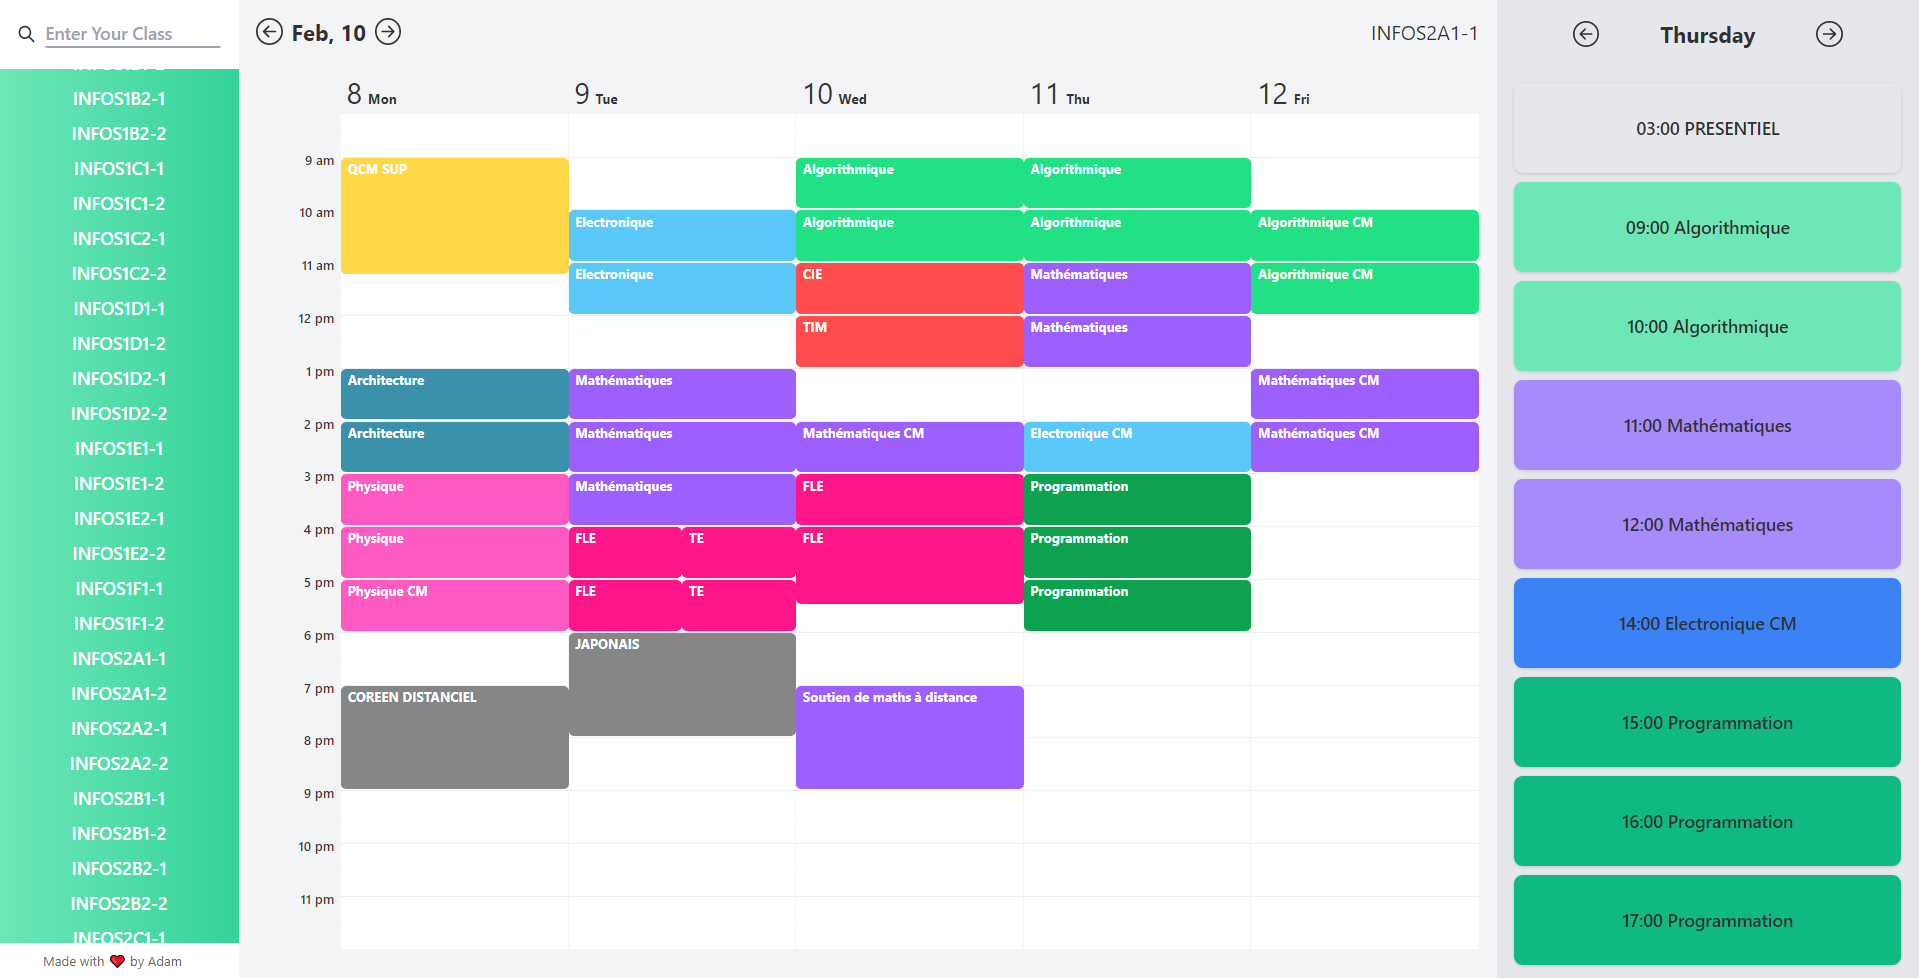 Enter Your Class
INFOS1B2-1
INFOS1B2-2
INFOS1C1-1
INFOS1C1-2
INFOS1C2-1
INFOS1C2-2
INFOS1D1-1
INFOS1D1-2
INFOS1D2-1
INFOS1D2-2
INFOS1E1-1
INFOS1E1-2
INFOS1E2-1
INFOS1E2-2
INFOS1F1-1
INFOS1F1-2
INFOS2A1-1
INFOS2A1-2
INFOS2A2-1
INFOS2A2-2
INFOS2B1-1
INFOS2B1-2
INFOS2B2-1
INFOS2B2-2
INFOS2C1-1
Made with ❤ by Adam
Feb, 10
INFOS2A1-1
8 Mon
9 Tue
10 Wed
11 Thu
12 Fri
9 am
10 am
11 am
12 pm
1 pm
2 pm
3 pm
4 pm
5 pm
6 pm
7 pm
8 pm
9 pm
10 pm
11 pm
QCM SUP
Architecture
Architecture
Physique
Physique
Physique CM
COREEN DISTANCIEL
Electronique
Electronique
Mathématiques
Mathématiques
Mathématiques
FLE
TE
FLE
TE
JAPONAIS
Algorithmique
Algorithmique
CIE
TIM
Mathématiques CM
FLE
FLE
Soutien de maths à distance
Algorithmique
Algorithmique
Mathématiques
Mathématiques
Electronique CM
Programmation
Programmation
Programmation
Algorithmique CM
Algorithmique CM
Mathématiques CM
Mathématiques CM
Thursday
03:00 PRESENTIEL
09:00 Algorithmique
10:00 Algorithmique
11:00 Mathématiques
12:00 Mathématiques
14:00 Electronique CM
15:00 Programmation
16:00 Programmation
17:00 Programmation